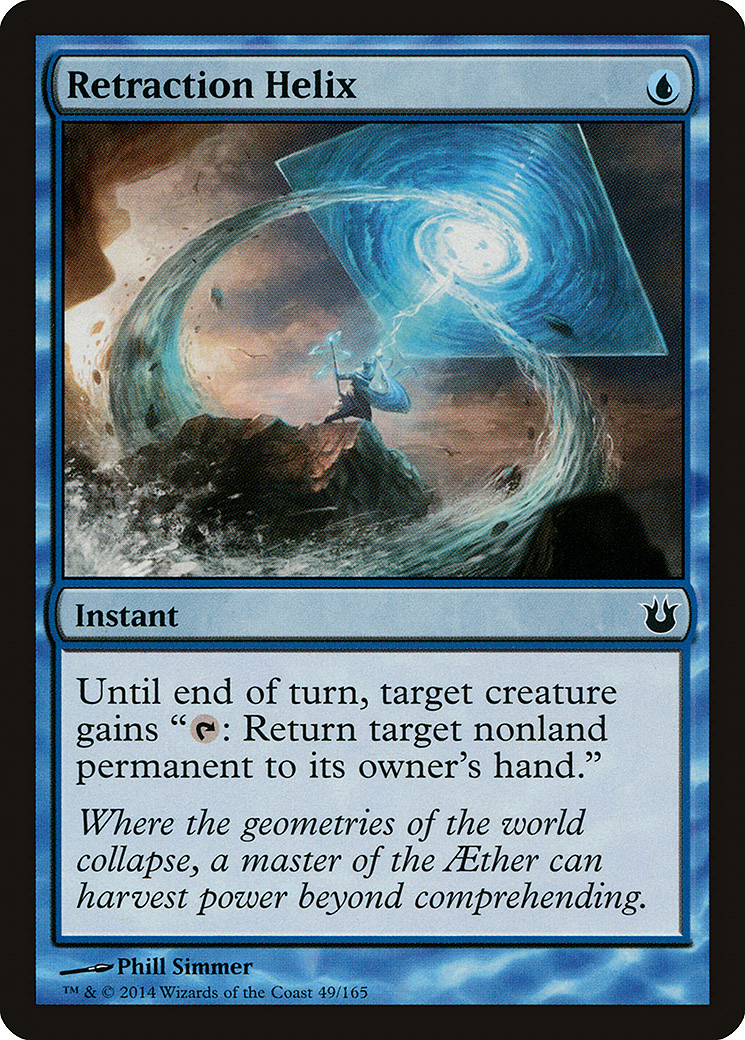 Retraction Helix
Instant
Until end of turn, target creature
gains “: Return target nonland
permanent to its owner’s hand.”
Where the geometries of the world
collapse, a master of the Æther can
harvest power beyond comprehending.
Phill Simmer
™ & © 2014 Wizards of the Coast 49/165